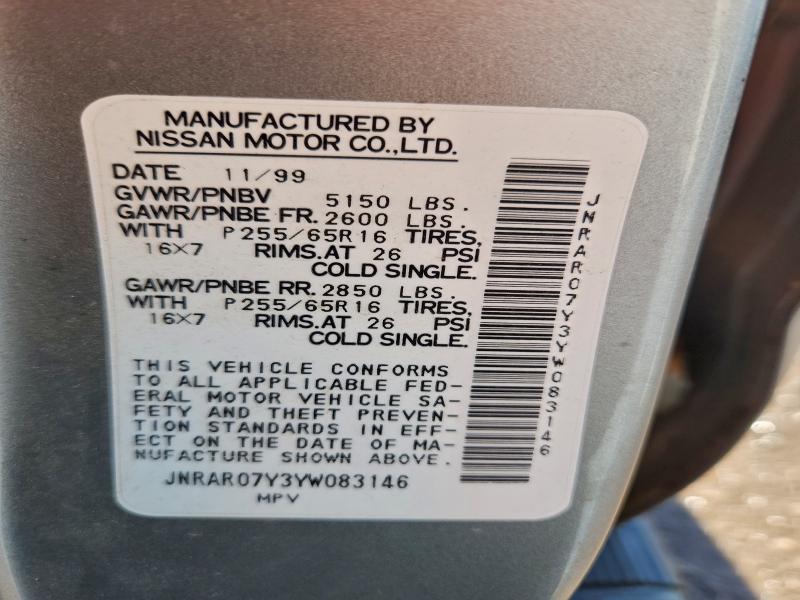 MANUFACTURED BY
NISSAN MOTOR CO.,LTD.
DATE 11/99
GVWR/PNBV 5150 LBS.
GAWR/PNBE FR. 2600 LBS.
WITH P255/65R16 TIRES,
16X7 RIMS.AT 26 PSI
COLD SINGLE.
GAWR/PNBE RR. 2850 LBS.
WITH P255/65R16 TIRES,
16X7 RIMS.AT 26 PSI
COLD SINGLE.
THIS VEHICLE CONFORMS
TO ALL APPLICABLE FED-
ERAL MOTOR VEHICLE SA-
FETY AND THEFT PREVEN-
TION STANDARDS IN EFF-
ECT ON THE DATE OF MA-
NUFACTURE SHOWN ABOVE.
JNRAR07Y3YW083146
MPV
JNRAR07Y3YW083146